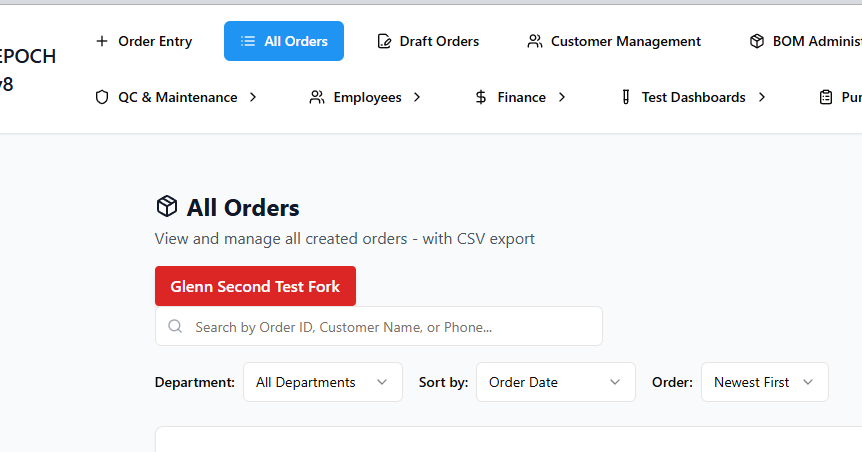 EPOCH
v8
Order Entry
All Orders
Draft Orders
Customer Management
BOM Adminis
QC & Maintenance
Employees
Finance
Test Dashboards
Pur
All Orders
View and manage all created orders - with CSV export
Glenn Second Test Fork
Search by Order ID, Customer Name, or Phone...
Department: All Departments Sort by: Order Date Order: Newest First